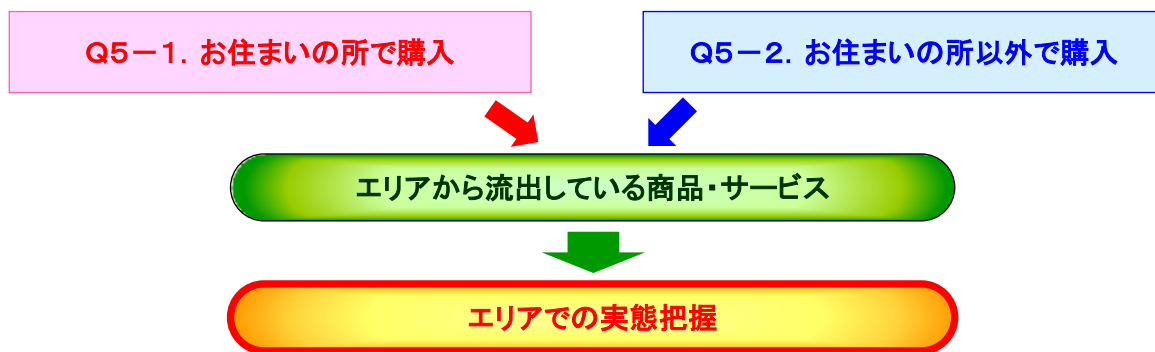 Q5－1．お住まいの所で購入
Q5－2．お住まいの所以外で購入
エリアから流出している商品・サービス
エリアでの実態把握